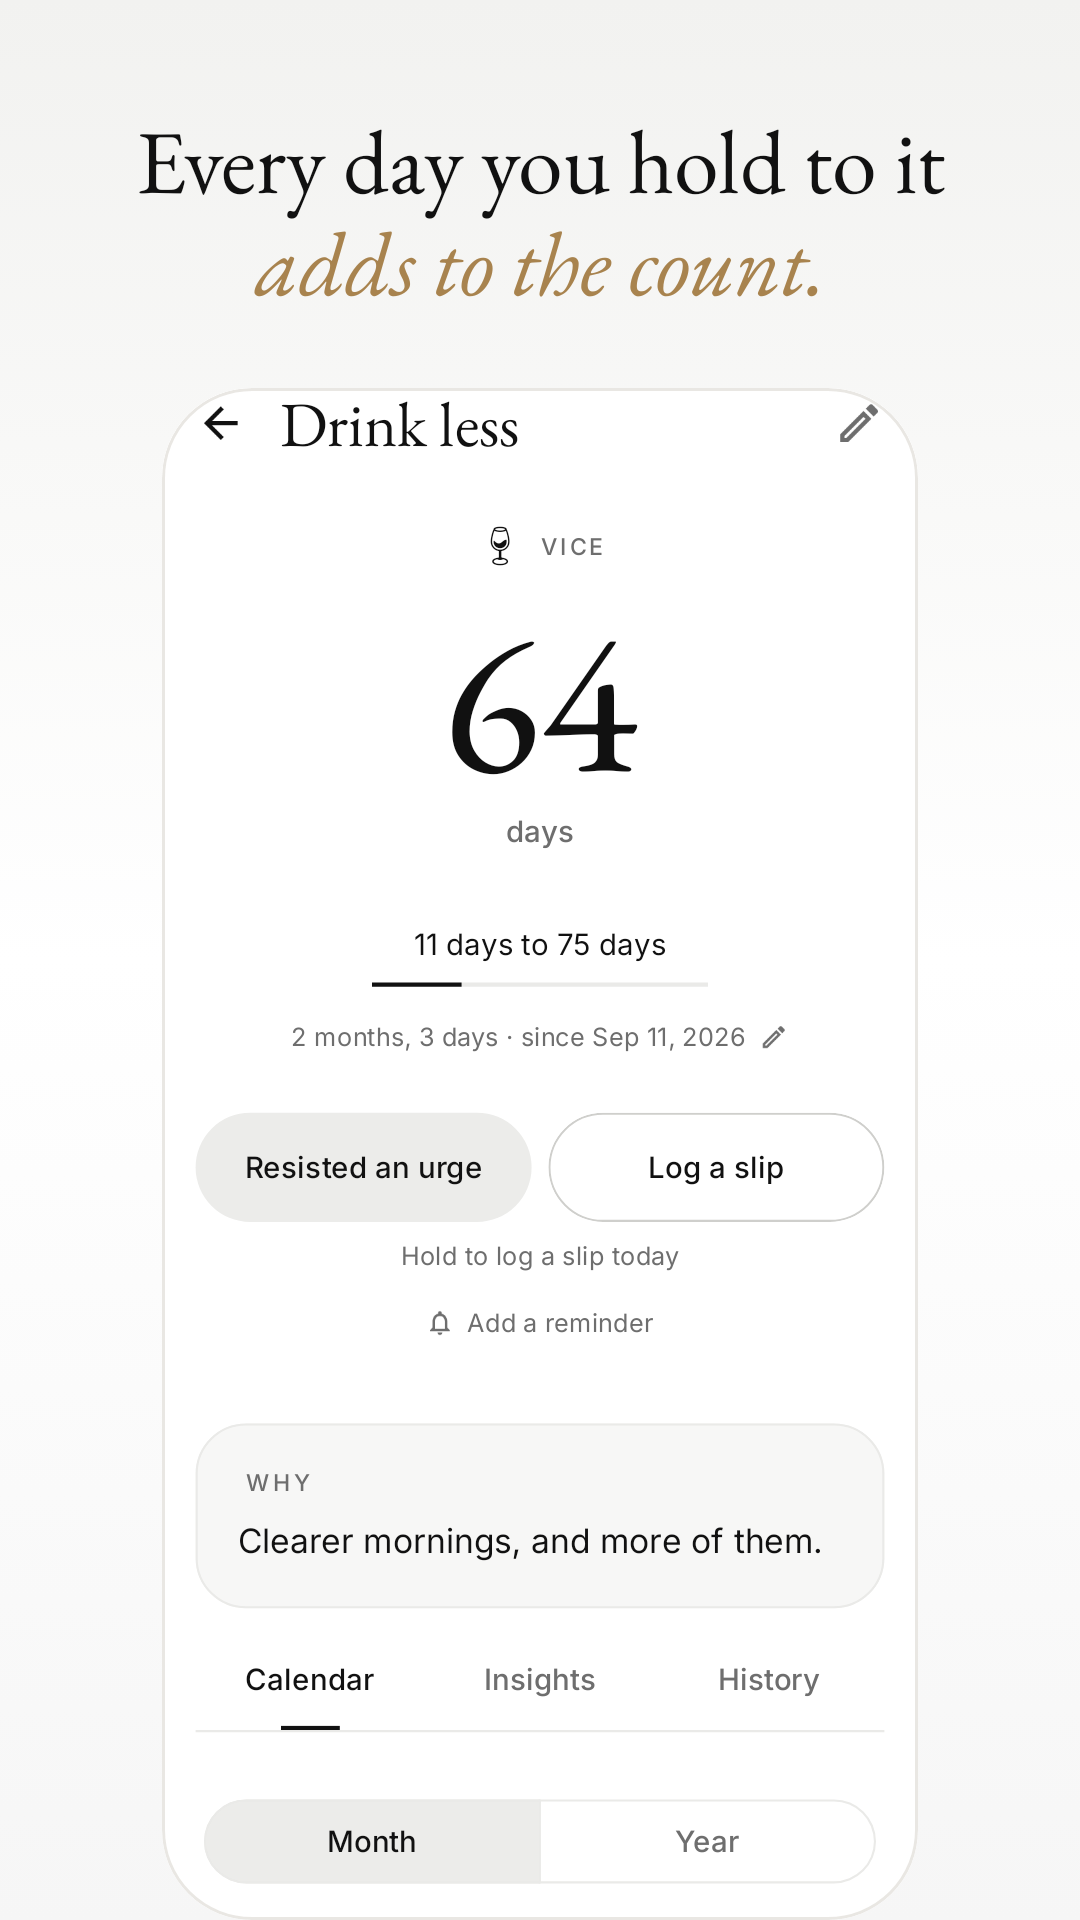 Every day you hold to it
adds to the count.
Drink less
VICE
64
days
11 days to 75 days
2 months, 3 days · since Sep 11, 2026
Resisted an urge
Log a slip
Hold to log a slip today
Add a reminder
WHY
Clearer mornings, and more of them.
Calendar
Insights
History
Month
Year